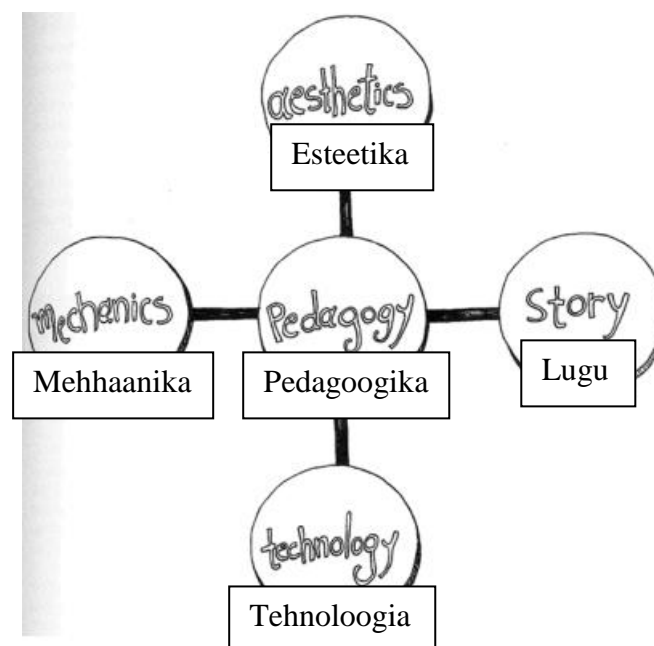 aesthetics
Esteetika
mechanics
Pedagogy
Story
Mehhaanika
Pedagoogika
Lugu
technology
Tehnoloogia